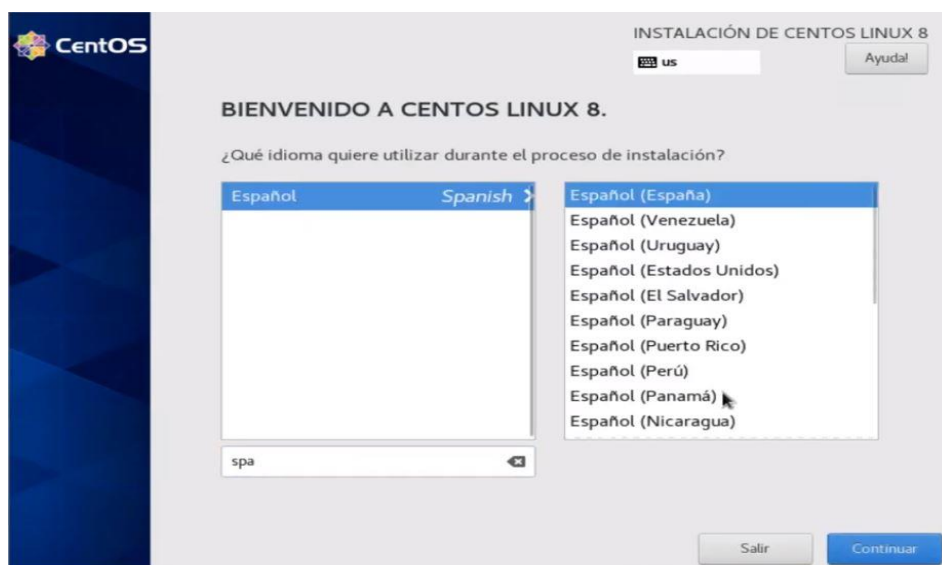 CentOS
INSTALACIÓN DE CENTOS LINUX 8
us
Ayuda!
BIENVENIDO A CENTOS LINUX 8.
¿Qué idioma quiere utilizar durante el proceso de instalación?
Español Spanish
Español (España)
Español (Venezuela)
Español (Uruguay)
Español (Estados Unidos)
Español (El Salvador)
Español (Paraguay)
Español (Puerto Rico)
Español (Perú)
Español (Panamá)
Español (Nicaragua)
spa
Salir
Continuar